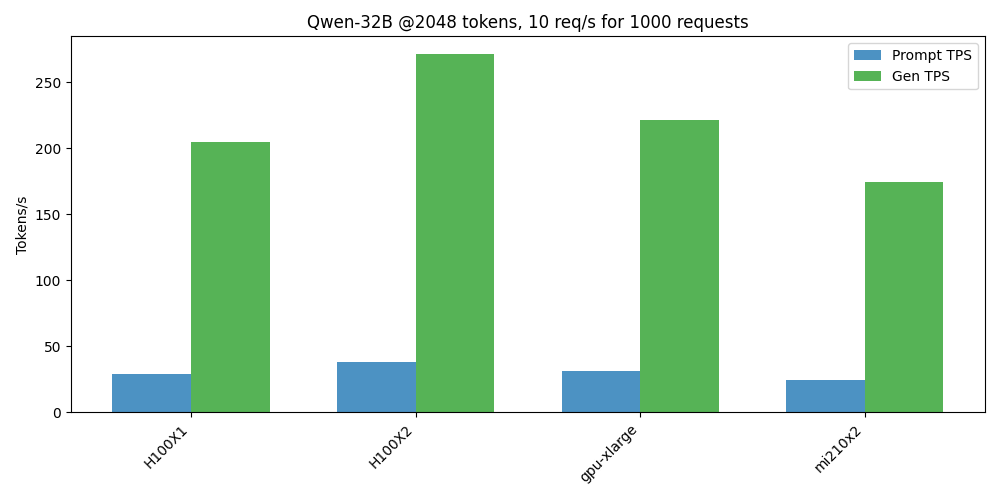 Qwen-32B @2048 tokens, 10 req/s for 1000 requests
Prompt TPS
Gen TPS
Tokens/s
250
200
150
100
50
0
H100X1
H100X2
gpu-xlarge
mi210x2